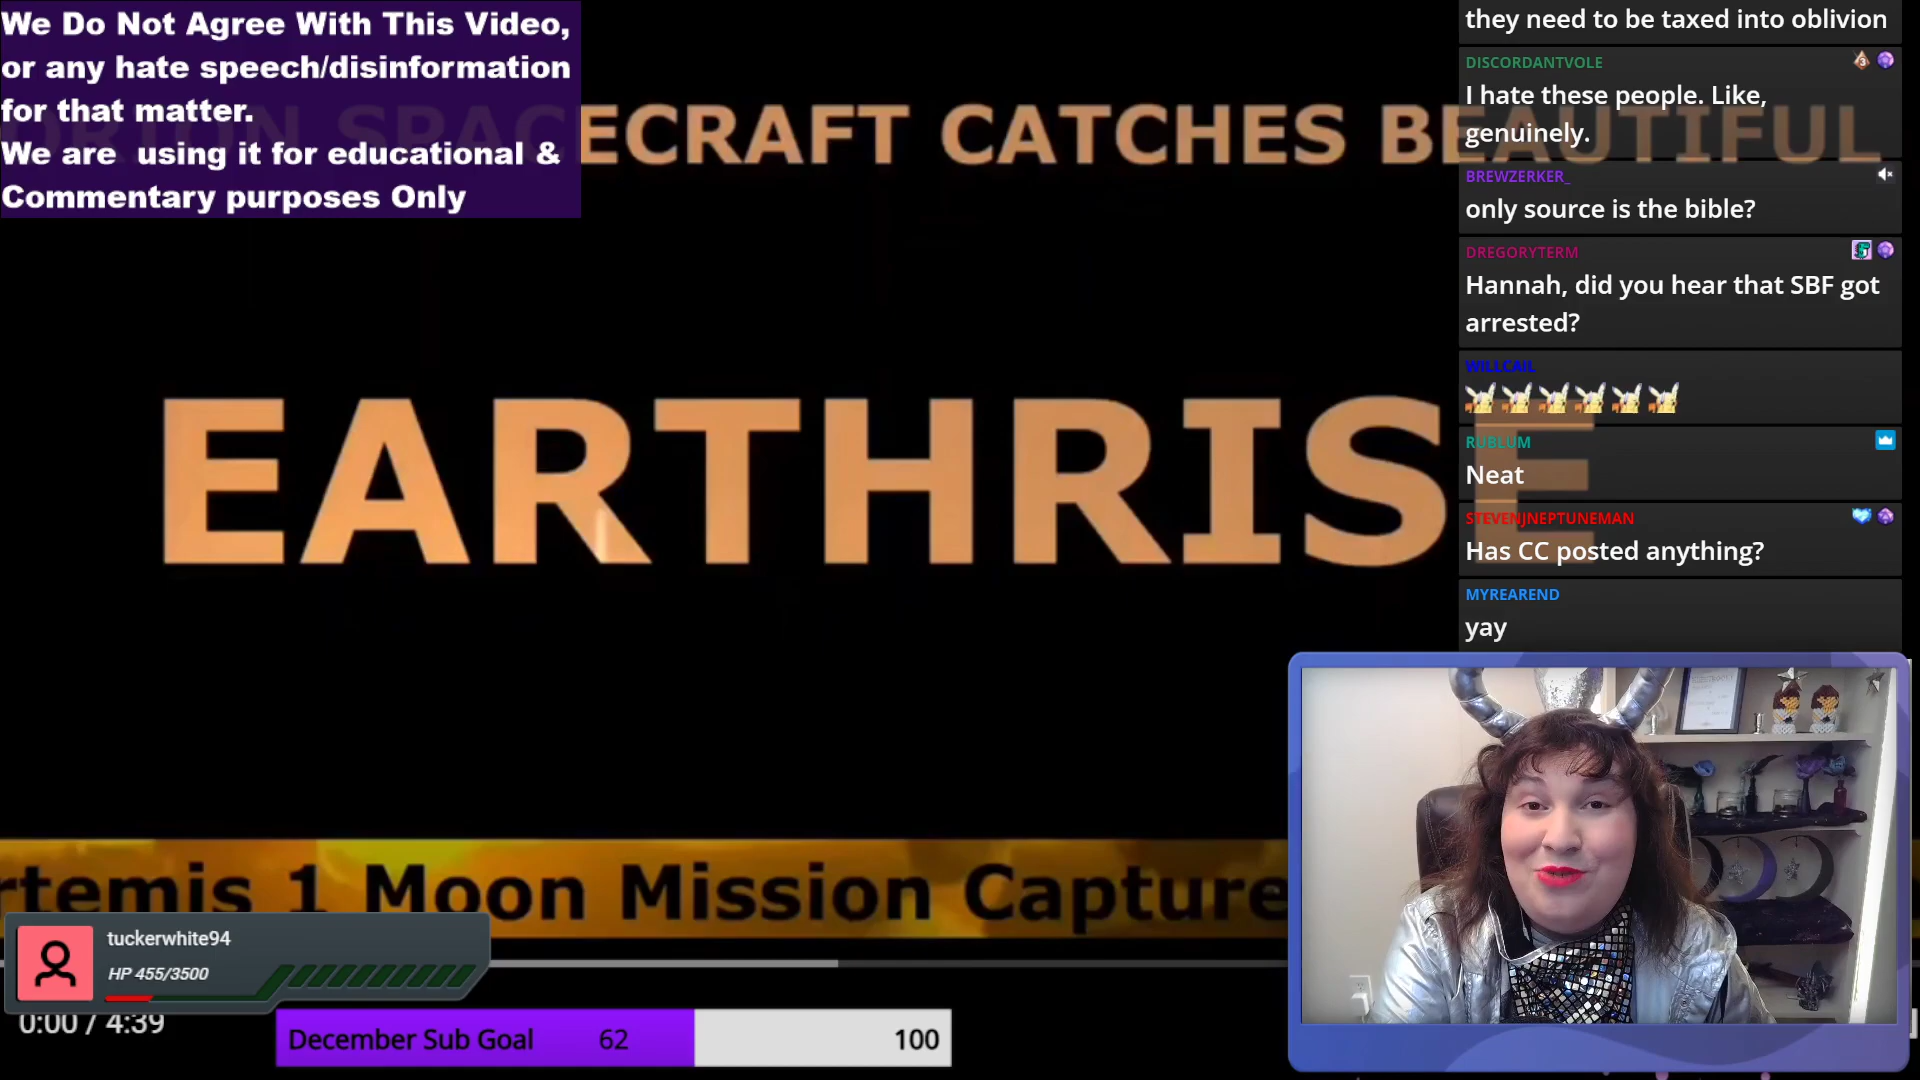 We Do Not Agree With This Video,
or any hate speech/disinformation
for that matter.
We are using it for educational &
Commentary purposes Only
ORION SPACECRAFT CATCHES BEAUTIFUL
EARTHRISE
rtemis 1 Moon Mission Capture
tuckerwhite94
HP 455/3500
0:00 / 4:39
December Sub Goal 62 100
they need to be taxed into oblivion
DISCORDANTVOLE
I hate these people. Like,
genuinely.
BREWZERKER_
only source is the bible?
DREGORYTERM
Hannah, did you hear that SBF got
arrested?
WILLCAIL
RUBLUM
Neat
STEVENJNEPTUNEMAN
Has CC posted anything?
MYREAREND
yay